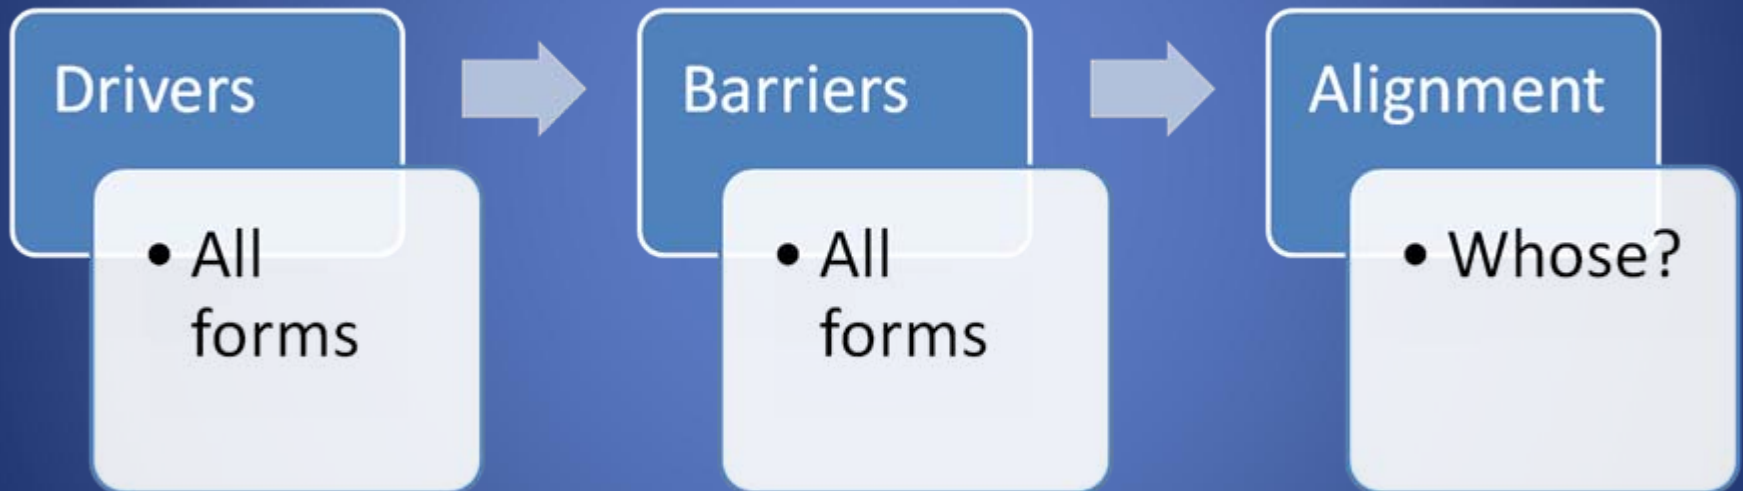 Drivers
• All
forms
Barriers
• All
forms
Alignment
• Whose?